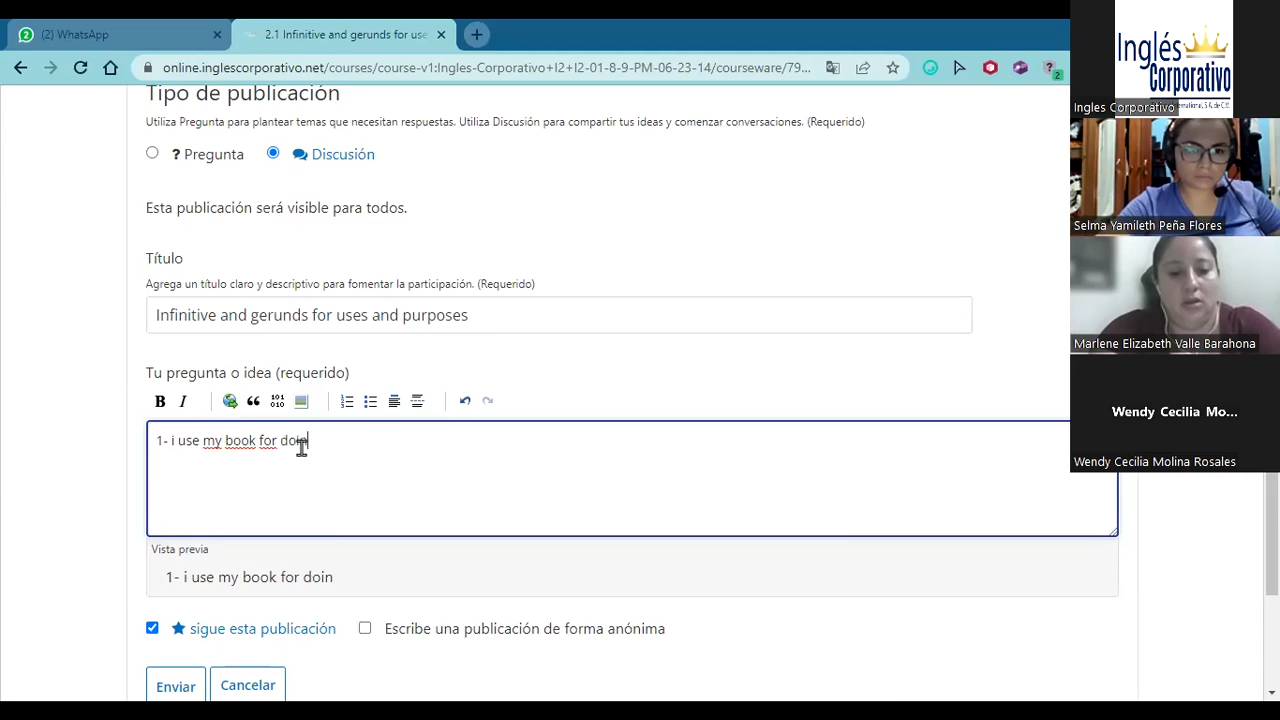 (2) WhatsApp
2.1 Infinitive and gerunds for use
online.inglescorporativo.net/courses/course-v1:Ingles
orporativo+I2+I2-01-8-9-PM-06-23-14/courseware/79...
2
Tipo de publicación
Utiliza Pregunta para plantear temas que necesitan respuestas. Utiliza Discusión para compartir tus ideas y comenzar conversaciones. (Requerido)
? Pregunta
Discusión
Esta publicación será visible para todos.
Título
Agrega un título claro y descriptivo para fomentar la participación. (Requerido)
Infinitive and gerunds for uses and purposes
Tu pregunta o idea (requerido)
B I
101
010
1- i use my book for doin
Vista previa
1- i use my book for doin
sigue esta publicación
Escribe una publicación de forma anónima
Enviar
Cancelar
Inglés
Corporativo
Ingles Corporativo
Selma Yamileth Peña Flores
Marlene Elizabeth Valle Barahona
Wendy Cecilia Mo...
Wendy Cecilia Molina Rosales